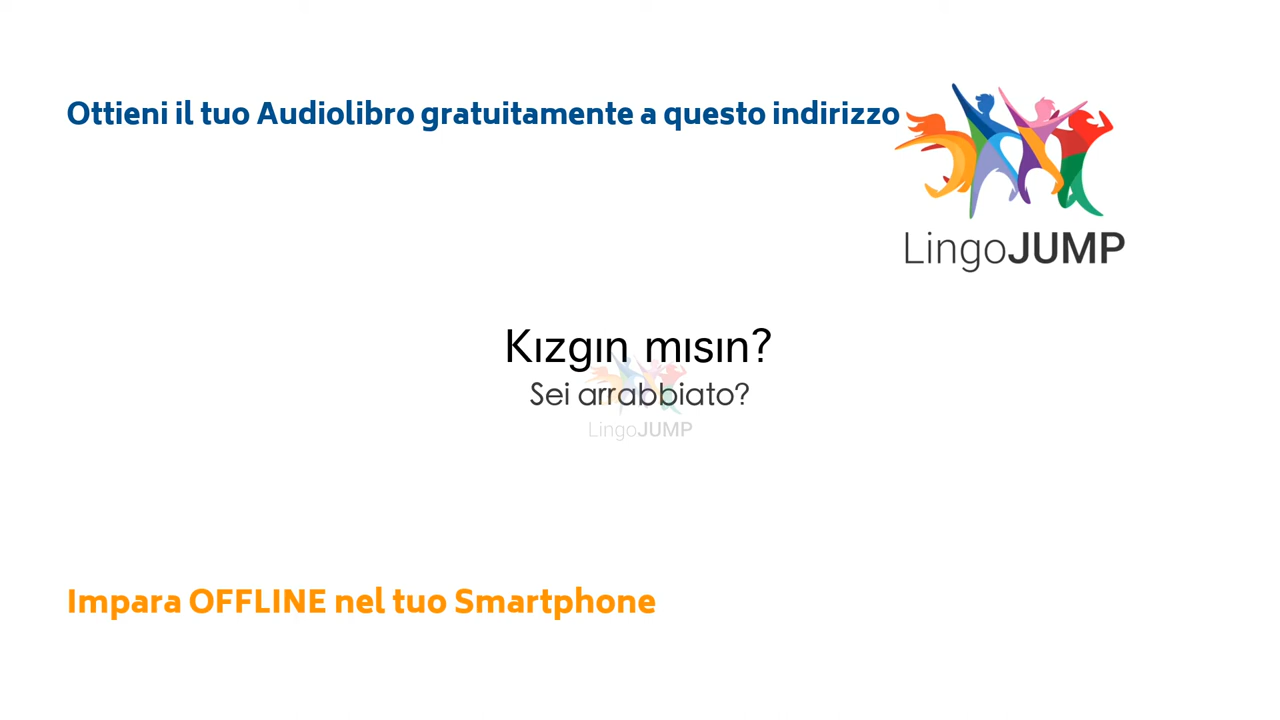 Ottieni il tuo Audiolibro gratuitamente a questo indirizzo
LingoJUMP
Kızgın mısın?
Sei arrabbiato?
LingoJUMP
Impara OFFLINE nel tuo Smartphone